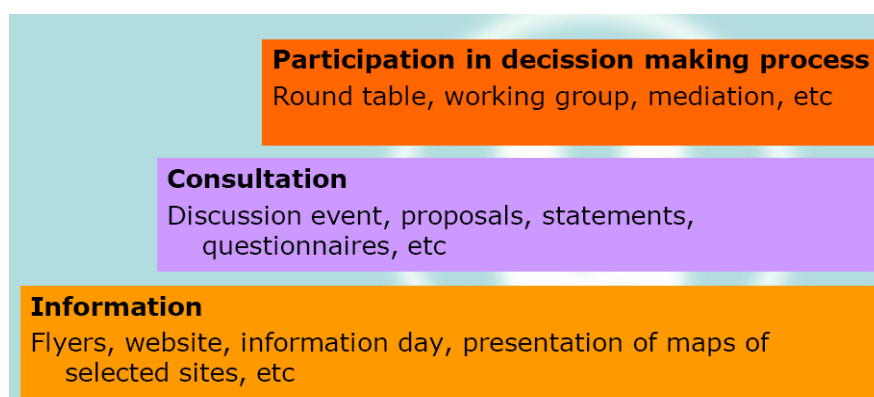 Participation in decission making process
Round table, working group, mediation, etc
Consultation
Discussion event, proposals, statements,
questionnaires, etc
Information
Flyers, website, information day, presentation of maps of
selected sites, etc